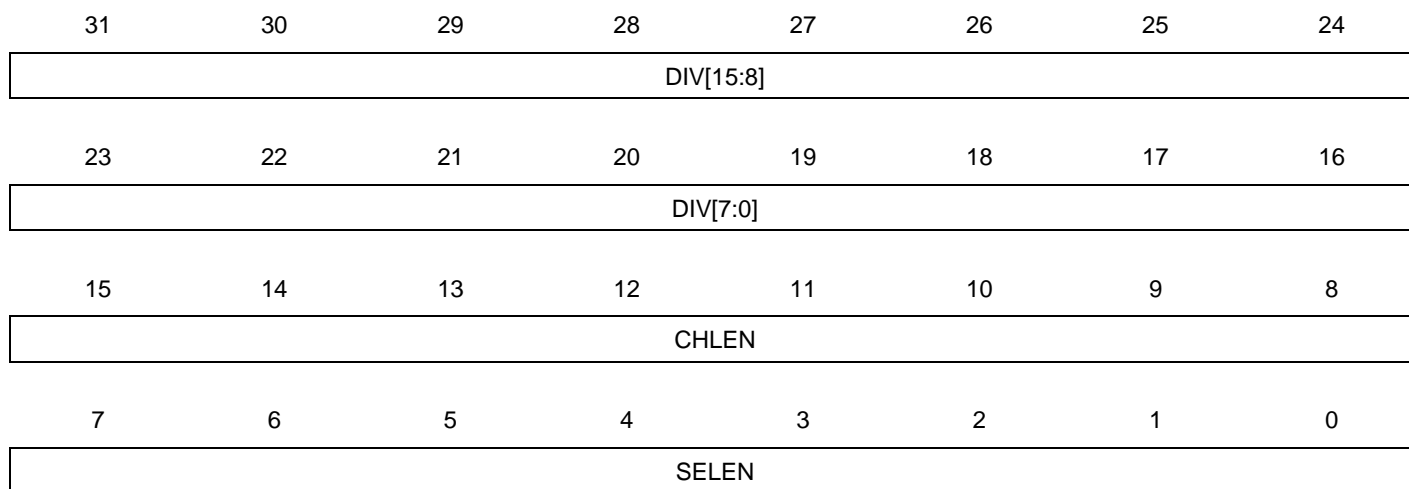 31 30 29 28 27 26 25 24
DIV[15:8]
23 22 21 20 19 18 17 16
DIV[7:0]
15 14 13 12 11 10 9 8
CHLEN
7 6 5 4 3 2 1 0
SELEN